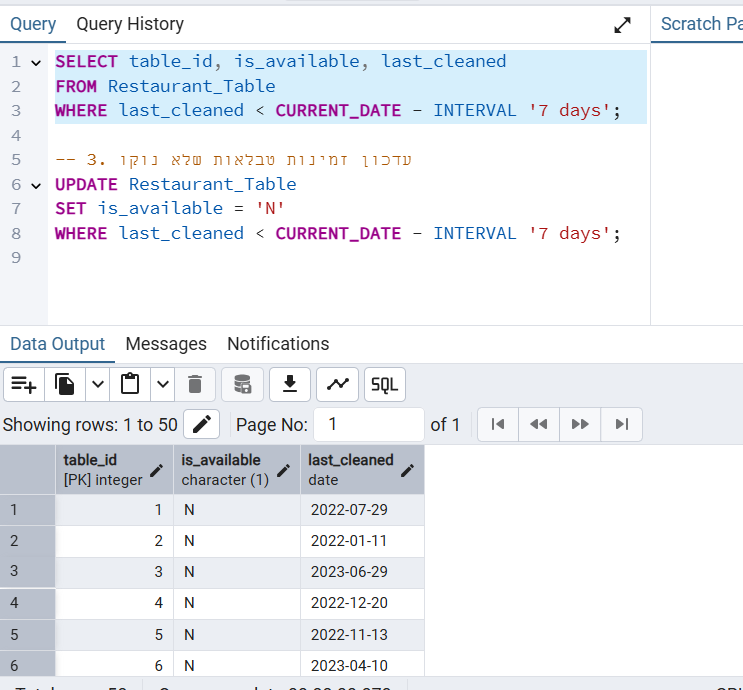 Query Query History Scratch Pa
1 SELECT table_id, is_available, last_cleaned
2 FROM Restaurant_Table
3 WHERE last_cleaned < CURRENT_DATE - INTERVAL '7 days';
4
5 -- 3. עדכון זמינות טבלאות שלא נוקו
6 UPDATE Restaurant_Table
7 SET is_available = 'N'
8 WHERE last_cleaned < CURRENT_DATE - INTERVAL '7 days';
9
Data Output Messages Notifications
SQL
Showing rows: 1 to 50 Page No: 1 of 1
table_id is_available last_cleaned
[PK] integer character (1) date
1 1 N 2022-07-29
2 2 N 2022-01-11
3 3 N 2023-06-29
4 4 N 2022-12-20
5 5 N 2022-11-13
6 6 N 2023-04-10